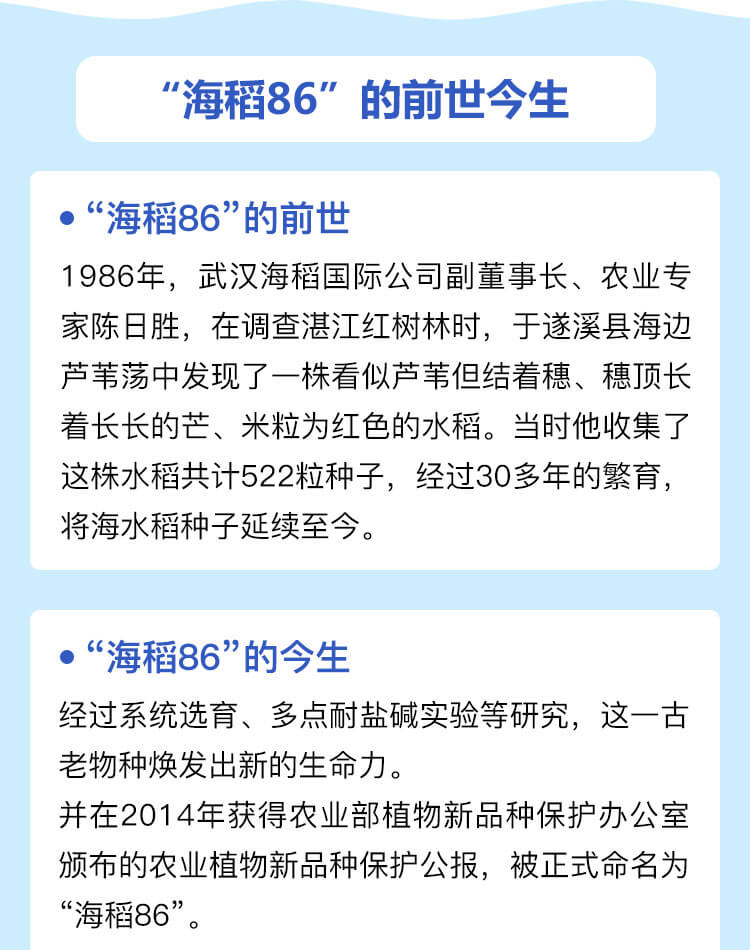 “海稻86”的前世今生
• “海稻86”的前世
1986年，武汉海稻国际公司副董事长、农业专
家陈日胜，在调查湛江红树林时，于遂溪县海边
芦苇荡中发现了一株看似芦苇但结着穗、穗顶长
着长长的芒、米粒为红色的水稻。当时他收集了
这株水稻共计522粒种子，经过30多年的繁育，
将海水稻种子延续至今。
• “海稻86”的今生
经过系统选育、多点耐盐碱实验等研究，这一古
老物种焕发出新的生命力。
并在2014年获得农业部植物新品种保护办公室
颁布的农业植物新品种保护公报，被正式命名为
“海稻86”。